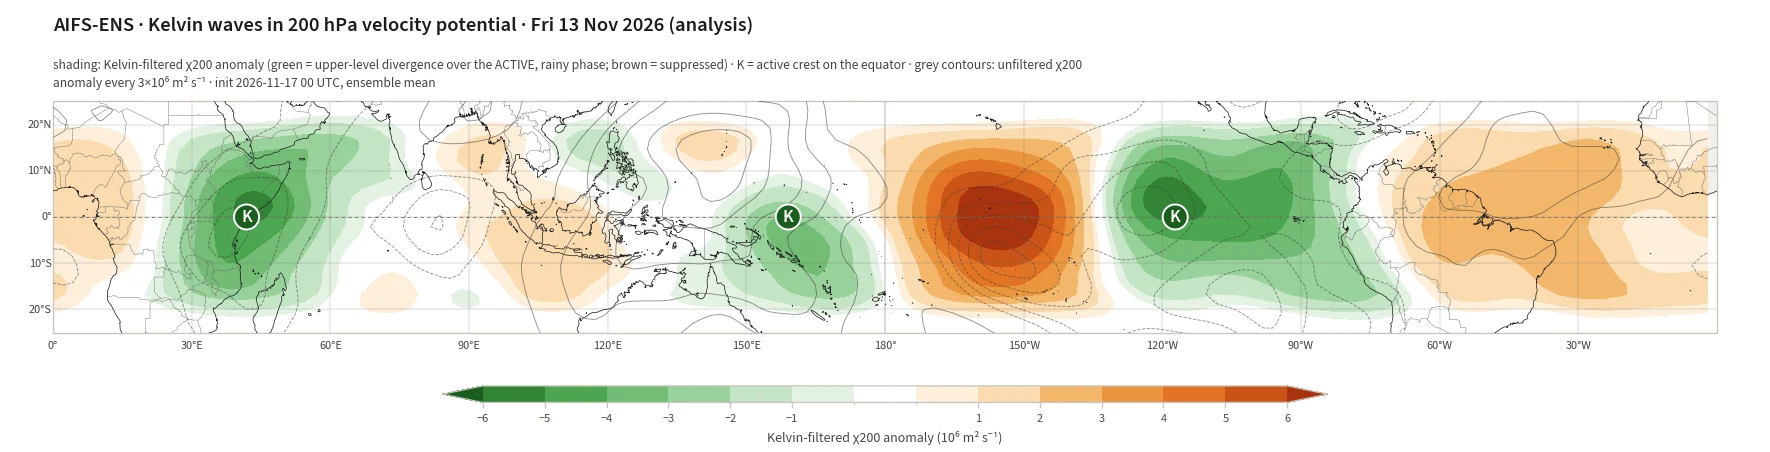 AIFS-ENS · Kelvin waves in 200 hPa velocity potential · Fri 13 Nov 2026 (analysis)
shading: Kelvin-filtered χ200 anomaly (green = upper-level divergence over the ACTIVE, rainy phase; brown = suppressed) · K = active crest on the equator · grey contours: unfiltered χ200
anomaly every 3×10⁶ m² s⁻¹ · init 2026-11-17 00 UTC, ensemble mean
20°N
10°N
0°
10°S
20°S
K K K
0° 30°E 60°E 90°E 120°E 150°E 180° 150°W 120°W 90°W 60°W 30°W
−6 −5 −4 −3 −2 −1 1 2 3 4 5 6
Kelvin-filtered χ200 anomaly (10⁶ m² s⁻¹)